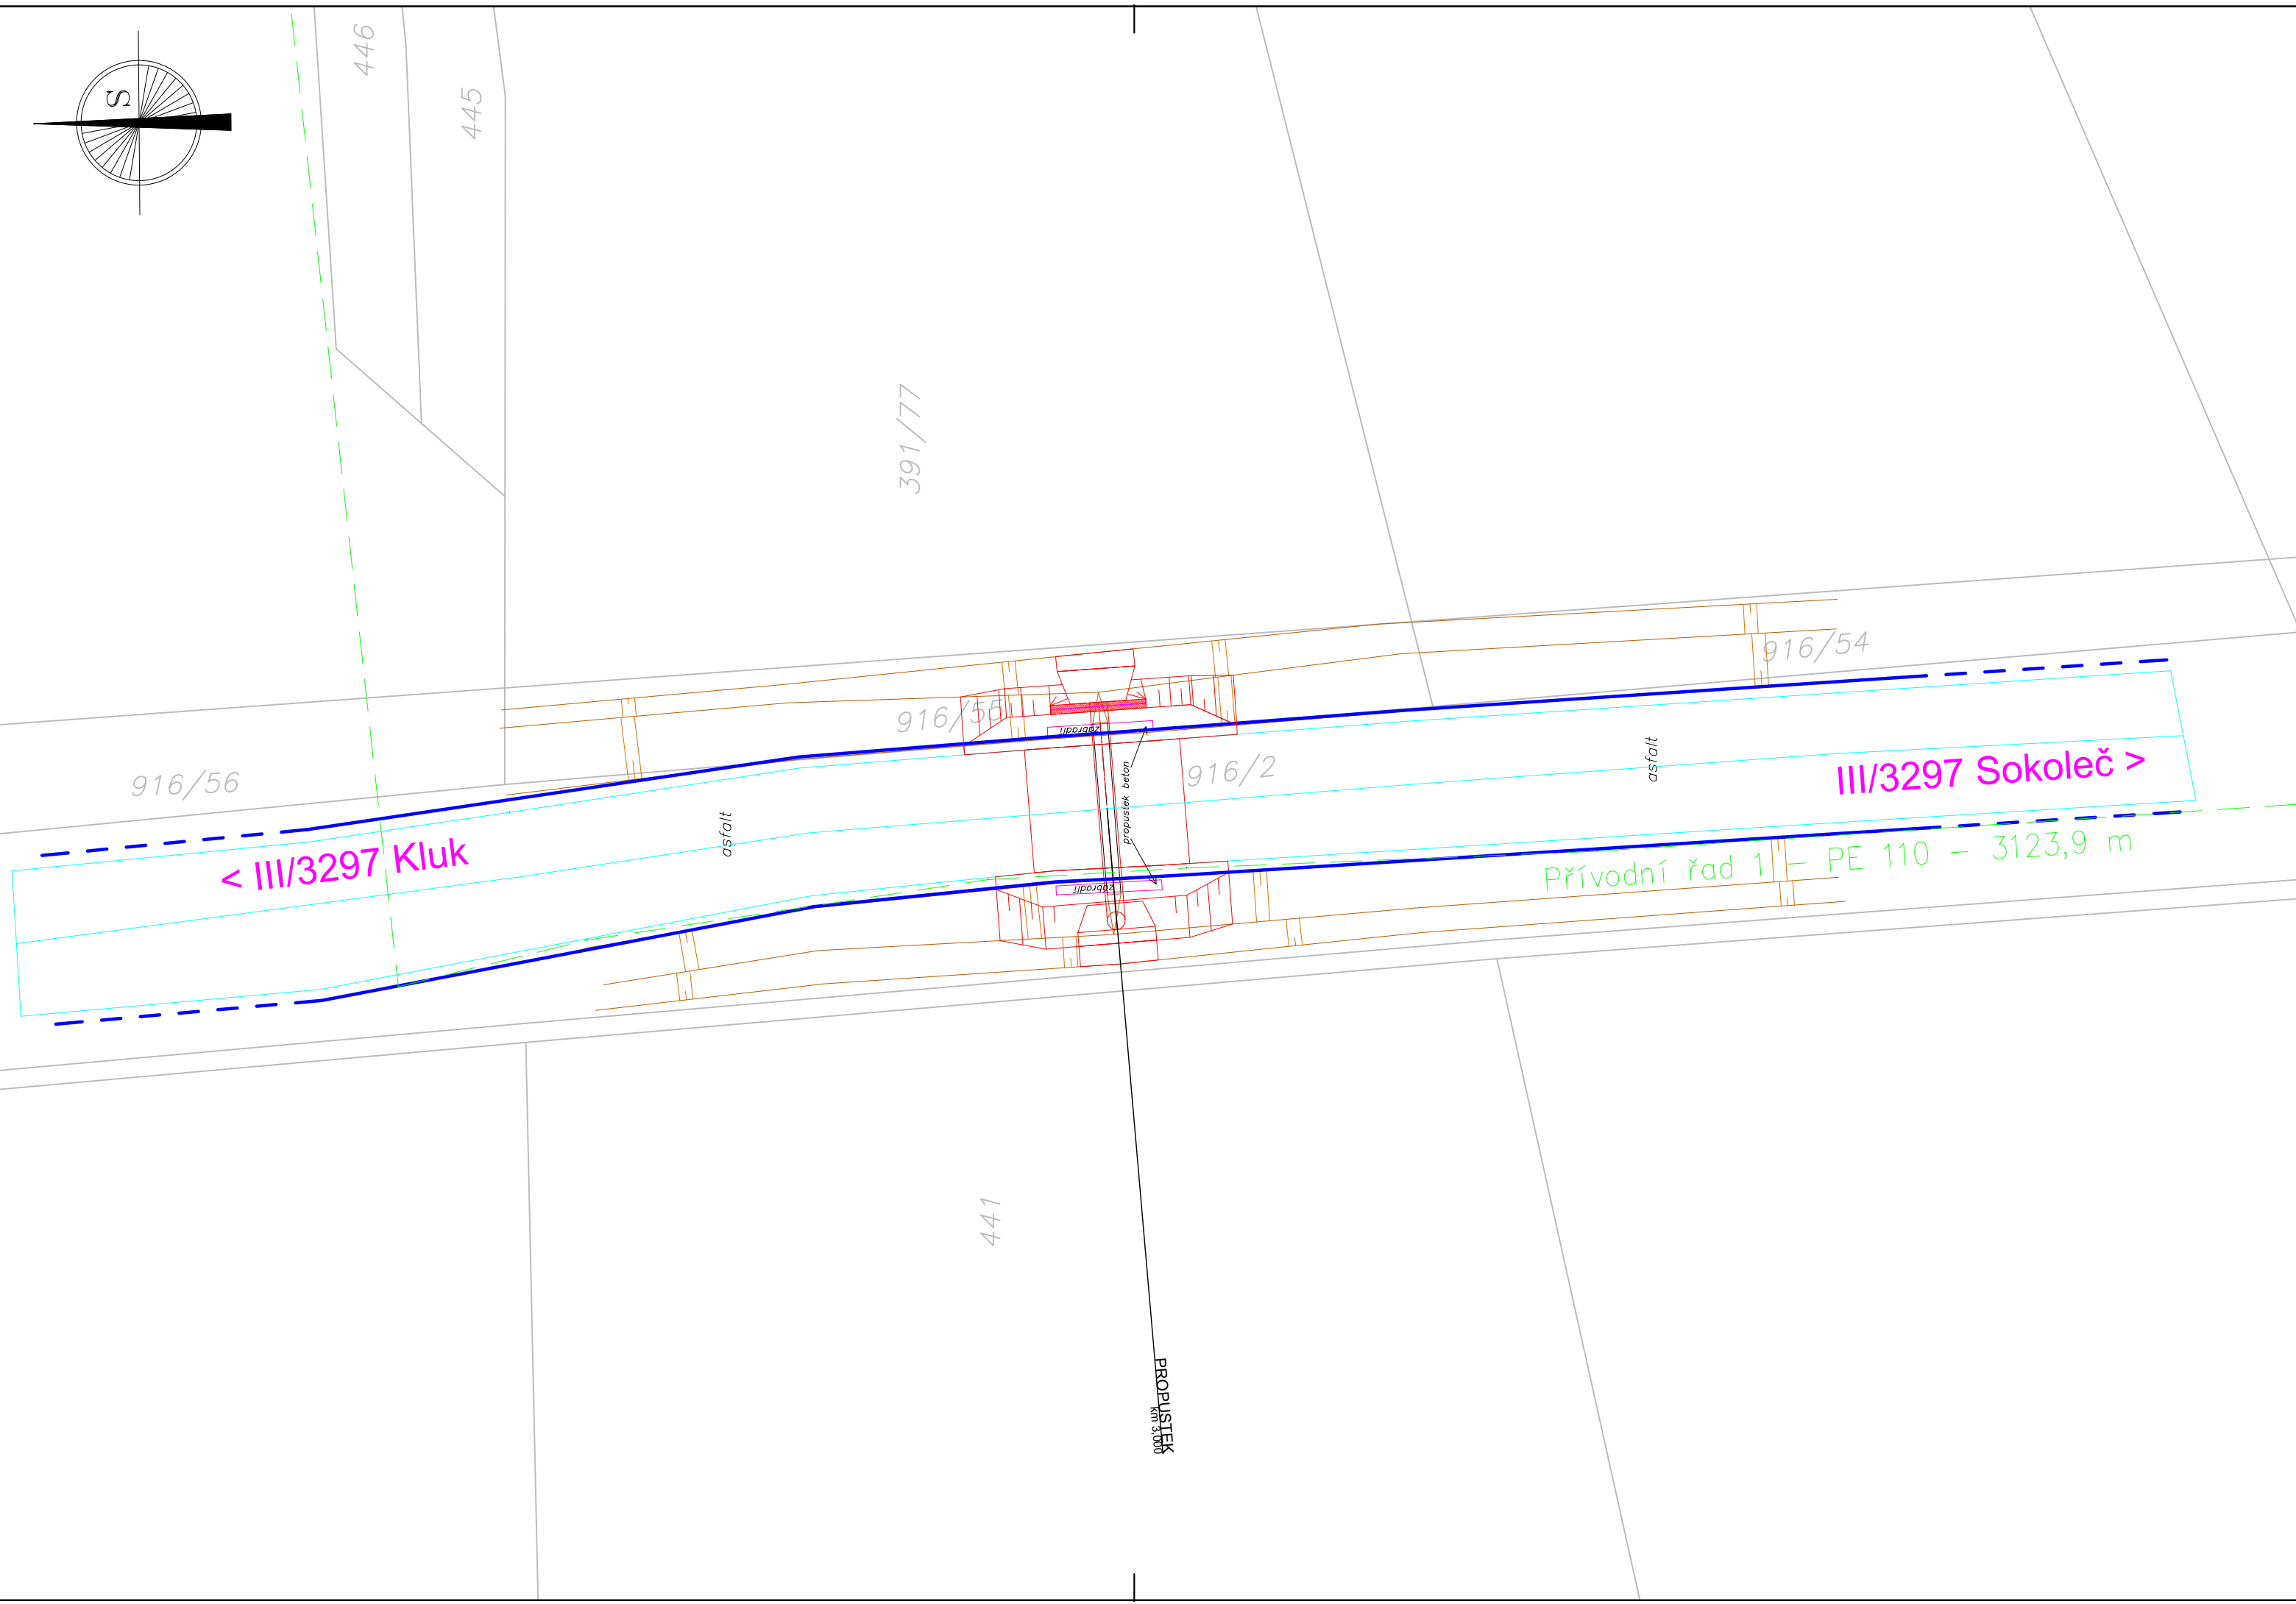 446
S
445
391/77
916/54
916/55
zábradlí
916/56
916/2
asfalt
III/3297 Sokoleč >
propustek beton
asfalt
< III/3297 Kluk
Přívodní řad 1 – PE 110 – 3123,9 m
zábradlí
441
PROPUSTEK
km 3,000